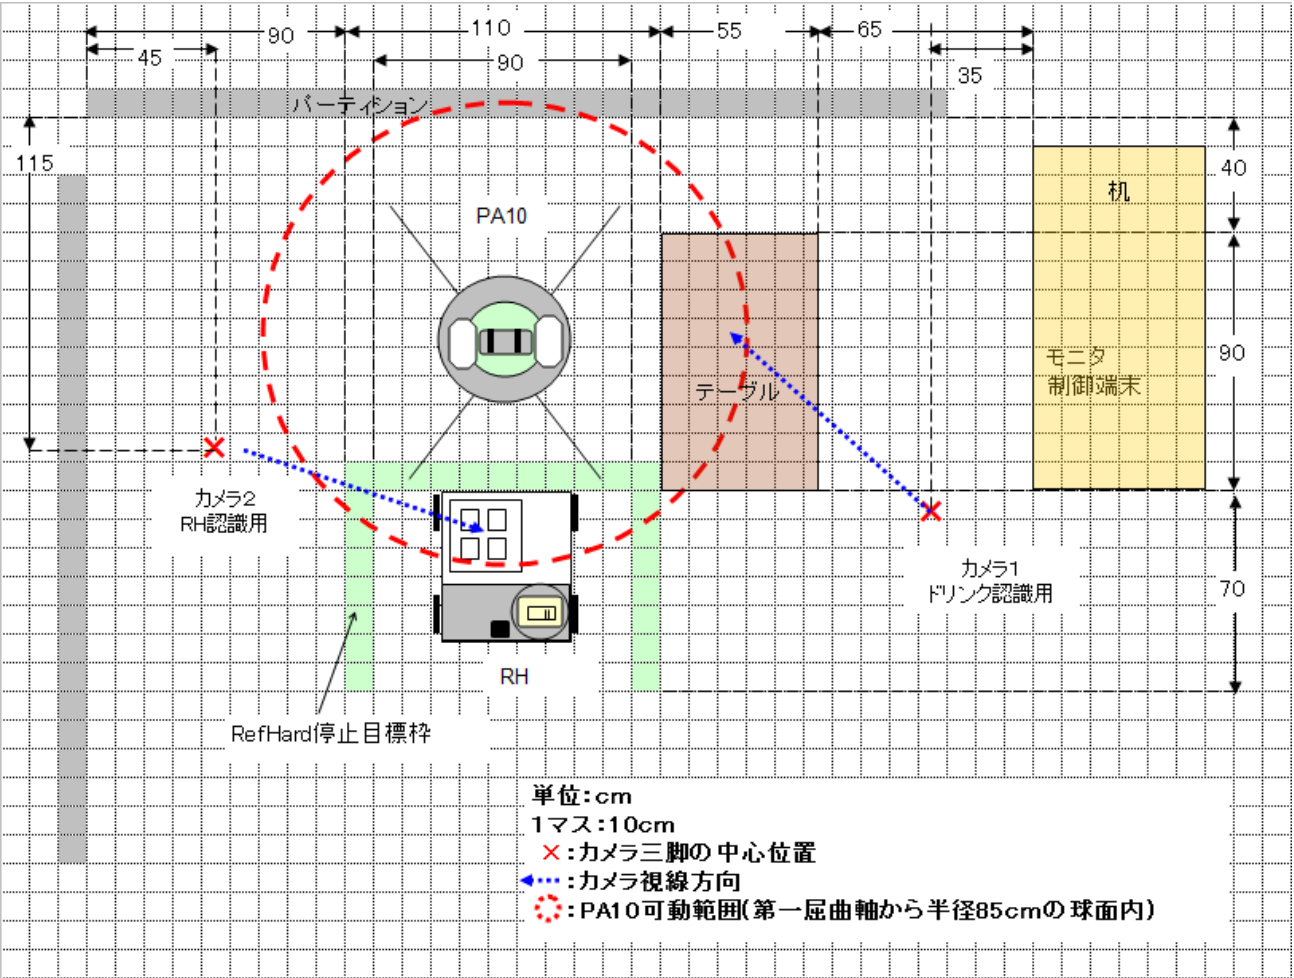 90
110
55
65
45
90
35
パーティション
115
40
机
PA10
90
モニタ
制御端末
テーブル
カメラ2
RH認識用
カメラ1
ドリンク認識用
70
RH
RefHard停止目標枠
単位:cm
1マス:10cm
×:カメラ三脚の中心位置
:カメラ視線方向
:PA10可動範囲(第一屈曲軸から半径85cmの球面内)